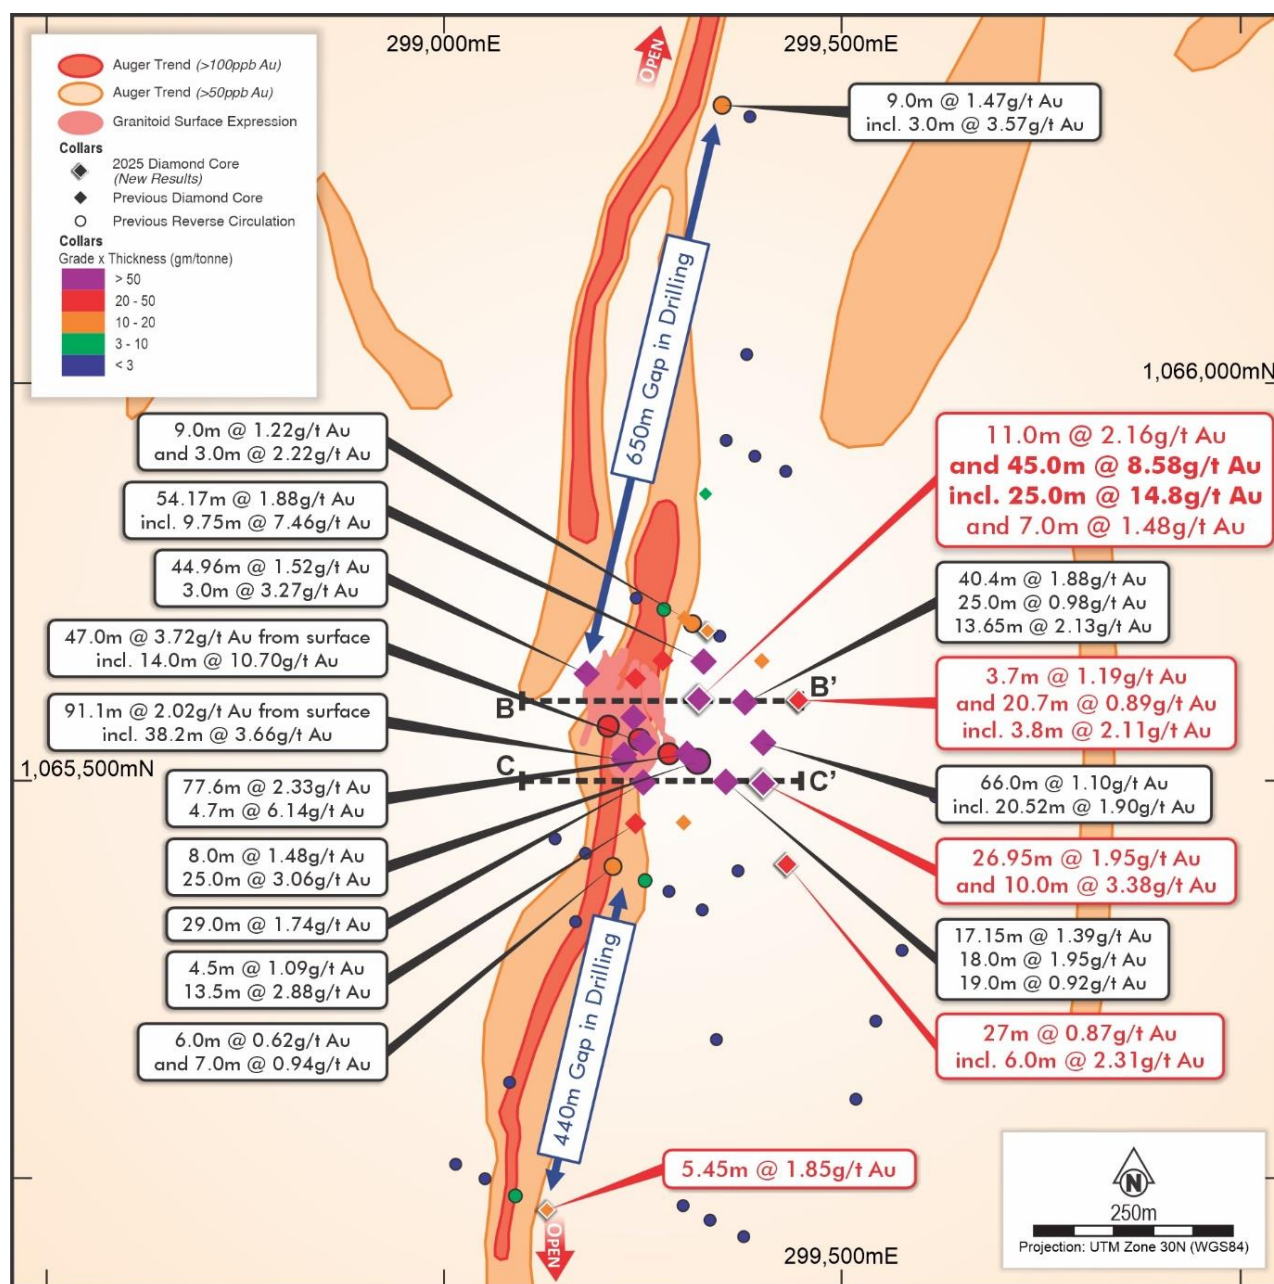 299,000mE
299,500mE
OPEN
Auger Trend (>100ppb Au)
Auger Trend (>50ppb Au)
Granitoid Surface Expression
Collars
2025 Diamond Core
(New Results)
Previous Diamond Core
Previous Reverse Circulation
Collars
Grade x Thickness (gm/tonne)
> 50
20 - 50
10 - 20
3 - 10
< 3
9.0m @ 1.47g/t Au
incl. 3.0m @ 3.57g/t Au
650m Gap in Drilling
1,066,000mN
9.0m @ 1.22g/t Au
and 3.0m @ 2.22g/t Au
54.17m @ 1.88g/t Au
incl. 9.75m @ 7.46g/t Au
44.96m @ 1.52g/t Au
3.0m @ 3.27g/t Au
47.0m @ 3.72g/t Au from surface
incl. 14.0m @ 10.70g/t Au
91.1m @ 2.02g/t Au from surface
incl. 38.2m @ 3.66g/t Au
1,065,500mN
77.6m @ 2.33g/t Au
4.7m @ 6.14g/t Au
8.0m @ 1.48g/t Au
25.0m @ 3.06g/t Au
29.0m @ 1.74g/t Au
4.5m @ 1.09g/t Au
13.5m @ 2.88g/t Au
6.0m @ 0.62g/t Au
and 7.0m @ 0.94g/t Au
B
B'
C
C'
11.0m @ 2.16g/t Au
and 45.0m @ 8.58g/t Au
incl. 25.0m @ 14.8g/t Au
and 7.0m @ 1.48g/t Au
40.4m @ 1.88g/t Au
25.0m @ 0.98g/t Au
13.65m @ 2.13g/t Au
3.7m @ 1.19g/t Au
and 20.7m @ 0.89g/t Au
incl. 3.8m @ 2.11g/t Au
66.0m @ 1.10g/t Au
incl. 20.52m @ 1.90g/t Au
26.95m @ 1.95g/t Au
and 10.0m @ 3.38g/t Au
17.15m @ 1.39g/t Au
18.0m @ 1.95g/t Au
19.0m @ 0.92g/t Au
27m @ 0.87g/t Au
incl. 6.0m @ 2.31g/t Au
440m Gap in Drilling
5.45m @ 1.85g/t Au
OPEN
299,500mE
N
250m
Projection: UTM Zone 30N (WGS84)